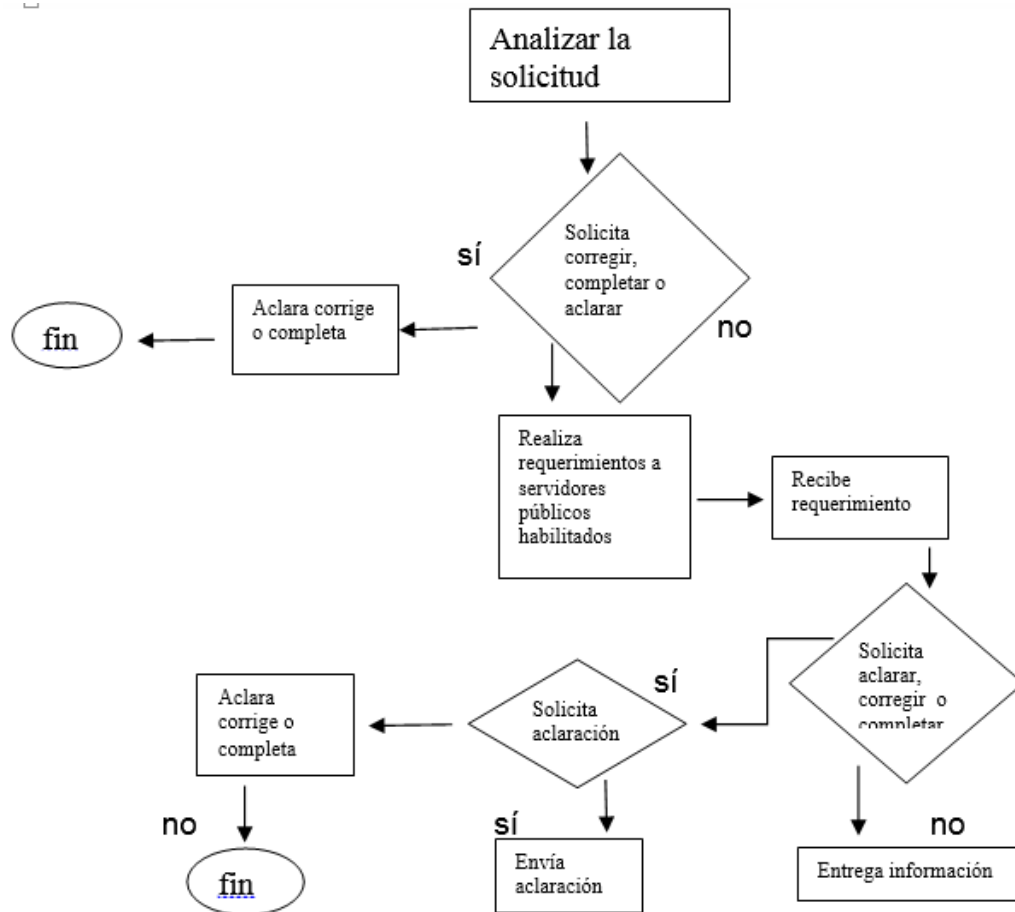 Analizar la
solicitud
Solicita
corregir,
completar o
aclarar
sí
no
Aclara corrige
o completa
fin
Realiza
requerimientos a
servidores
públicos
habilitados
Recibe
requerimiento
Solicita
aclarar,
corregir o
completar
sí
Solicita
aclaración
Aclara
corrige o
completa
no
sí
no
fin
Envía
aclaración
Entrega información